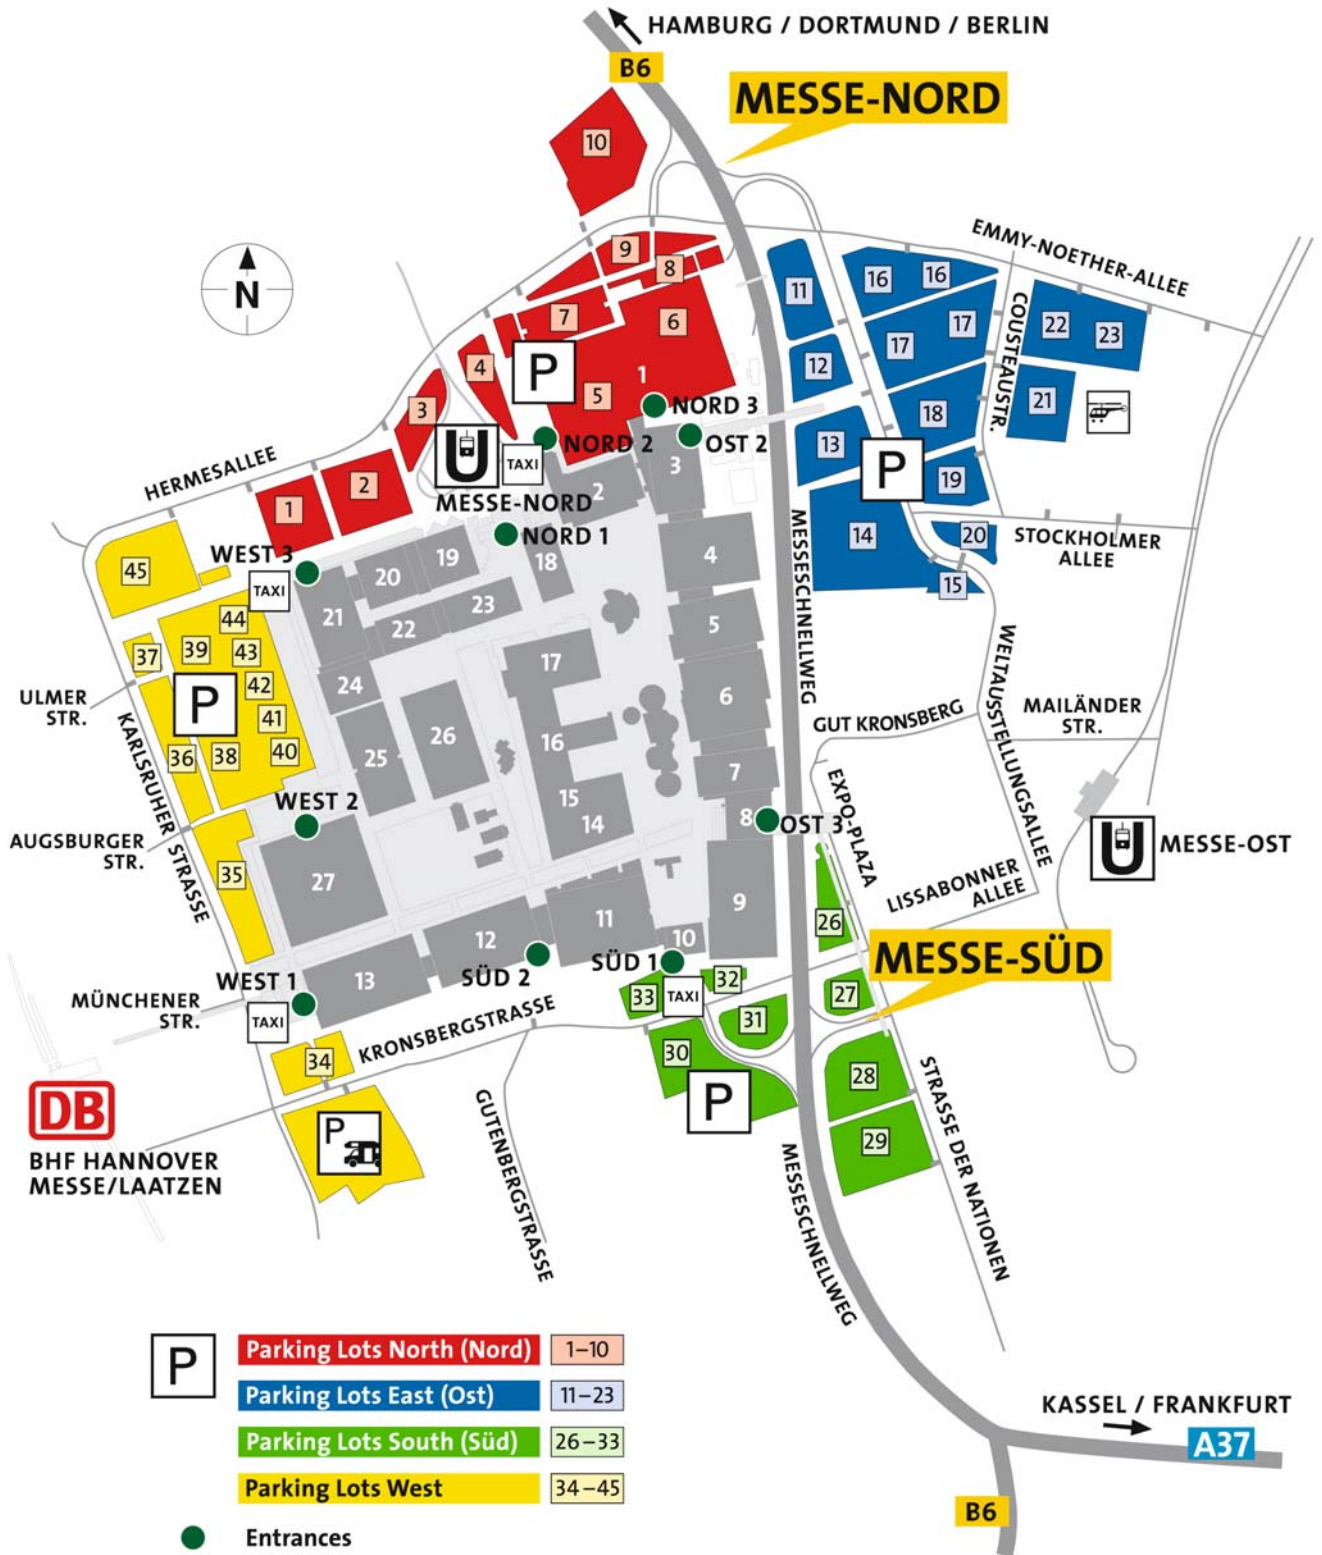 HAMBURG / DORTMUND / BERLIN
B6
MESSE-NORD
10
N
EMMY-NOETHER-ALLEE
9
8
7
6
1
5
4
3
2
1
11
16
16
17
17
12
13
18
19
14
20
15
22
23
21
COUSTEAUSTR.
P
P
NORD 3
NORD 2
OST 2
U
TAXI
MESSE-NORD
NORD 1
HERMESALLEE
WEST 3
TAXI
STOCKHOLMER
ALLEE
MESSESCHNELLWEG
WELTAUSSTELLUNGSALLEE
3
2
4
5
6
7
8
9
10
11
12
13
14
15
16
17
18
19
20
21
22
23
24
25
26
27
45
44
37
39
43
42
41
40
36
38
35
P
ULMER
STR.
KARLSRUHER STRASSE
AUGSBURGER
STR.
WEST 2
GUT KRONSBERG
MAILÄNDER
STR.
EXPO-PLAZA
OST 3
LISSABONNER
ALLEE
U
MESSE-OST
26
MESSE-SÜD
27
WEST 1
TAXI
MÜNCHENER
STR.
SÜD 2
SÜD 1
TAXI
33
32
31
30
P
28
29
34
P
KRONSBERGSTRASSE
GUTENBERGSTRASSE
STRASSE DER NATIONEN
MESSESCHNELLWEG
DB
BHF HANNOVER
MESSE/LAATZEN
P
Parking Lots North (Nord) 1–10
Parking Lots East (Ost) 11–23
Parking Lots South (Süd) 26–33
Parking Lots West 34–45
Entrances
KASSEL / FRANKFURT
A37
B6